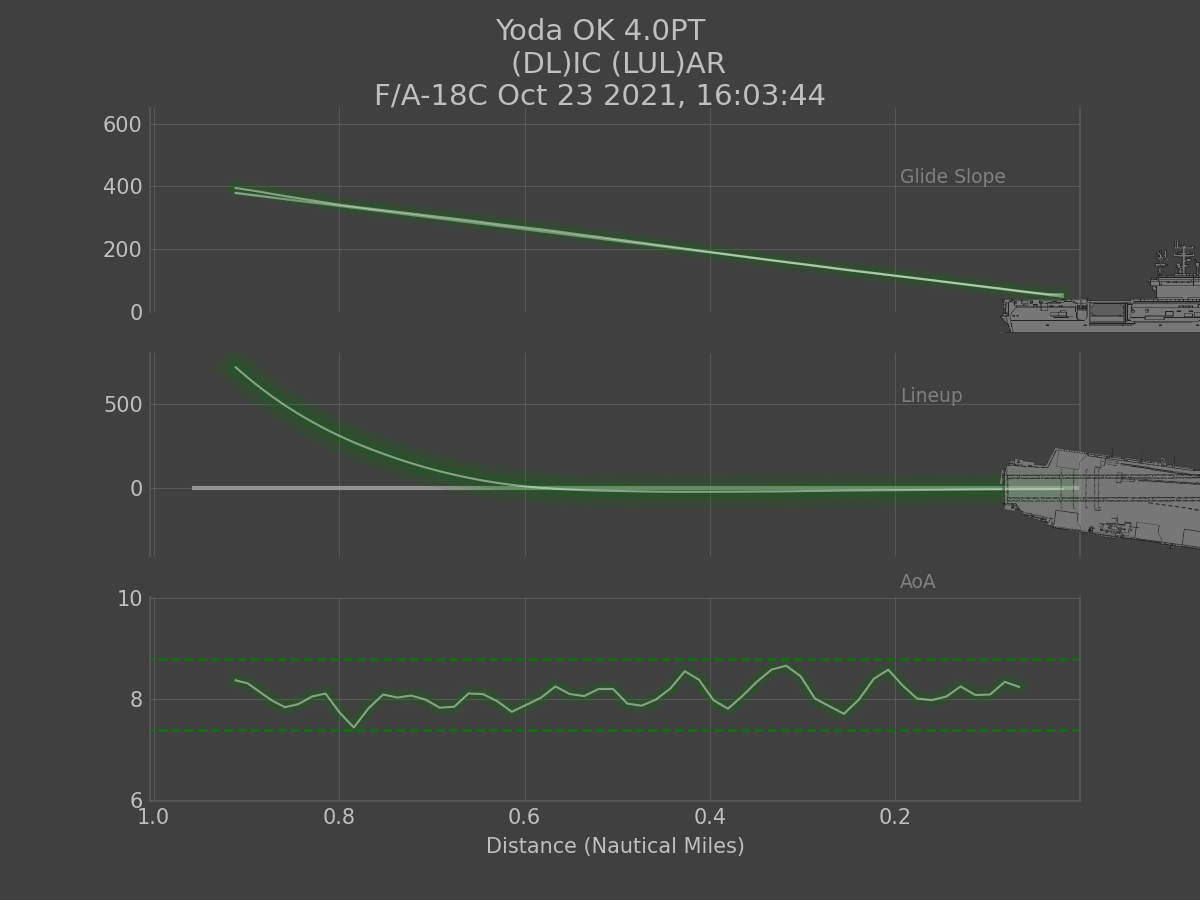 Yoda OK 4.0PT
(DL)IC (LUL)AR
F/A-18C Oct 23 2021, 16:03:44
600
400
200
0
Glide Slope
500
0
Lineup
AoA
10
8
6
1.0 0.8 0.6 0.4 0.2
Distance (Nautical Miles)